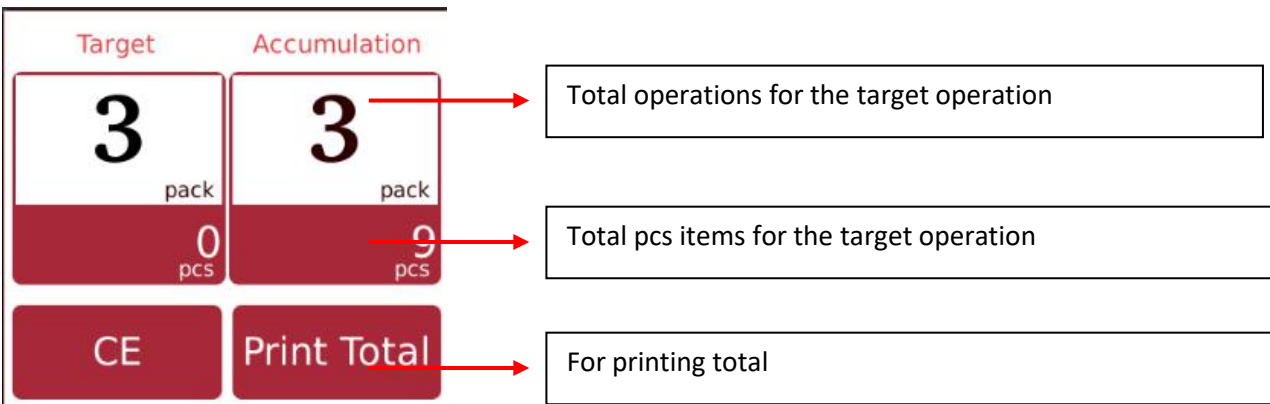 Target Accumulation
3 3
pack pack
0 9
pcs pcs
CE Print Total
Total operations for the target operation
Total pcs items for the target operation
For printing total